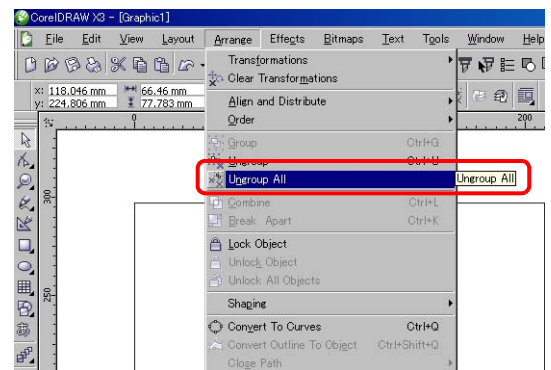 CorelDRAW X3 - [Graphic1]
File Edit View Layout Arrange Effects Bitmaps Text Tools Window Help
Transformations
Clear Transformations
x: 118.046 mm 66.46 mm
y: 224.806 mm 77.783 mm
Align and Distribute
Order
0
200
Group Ctrl+G
Ungroup Ctrl+U
Ungroup All
Ungroup All
300
Combine Ctrl+L
Break Apart Ctrl+K
Lock Object
Unlock Object
Unlock All Objects
250
Shaping
Convert To Curves Ctrl+Q
Convert Outline To Object Ctrl+Shift+Q
Close Path